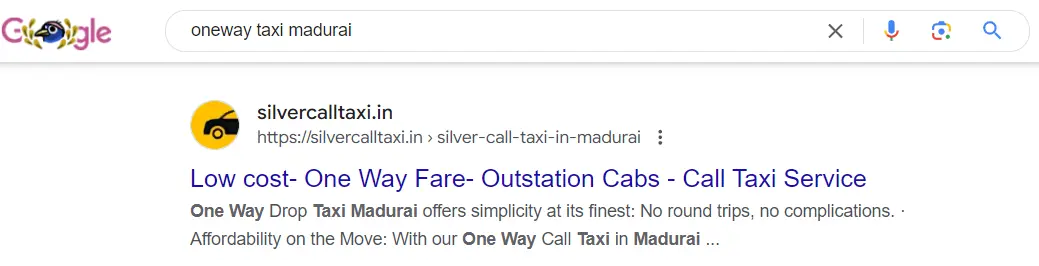 Google
oneway taxi madurai
silvercalltaxi.in
https://silvercalltaxi.in › silver-call-taxi-in-madurai
Low cost- One Way Fare- Outstation Cabs - Call Taxi Service
One Way Drop Taxi Madurai offers simplicity at its finest: No round trips, no complications. ·
Affordability on the Move: With our One Way Call Taxi in Madurai ...